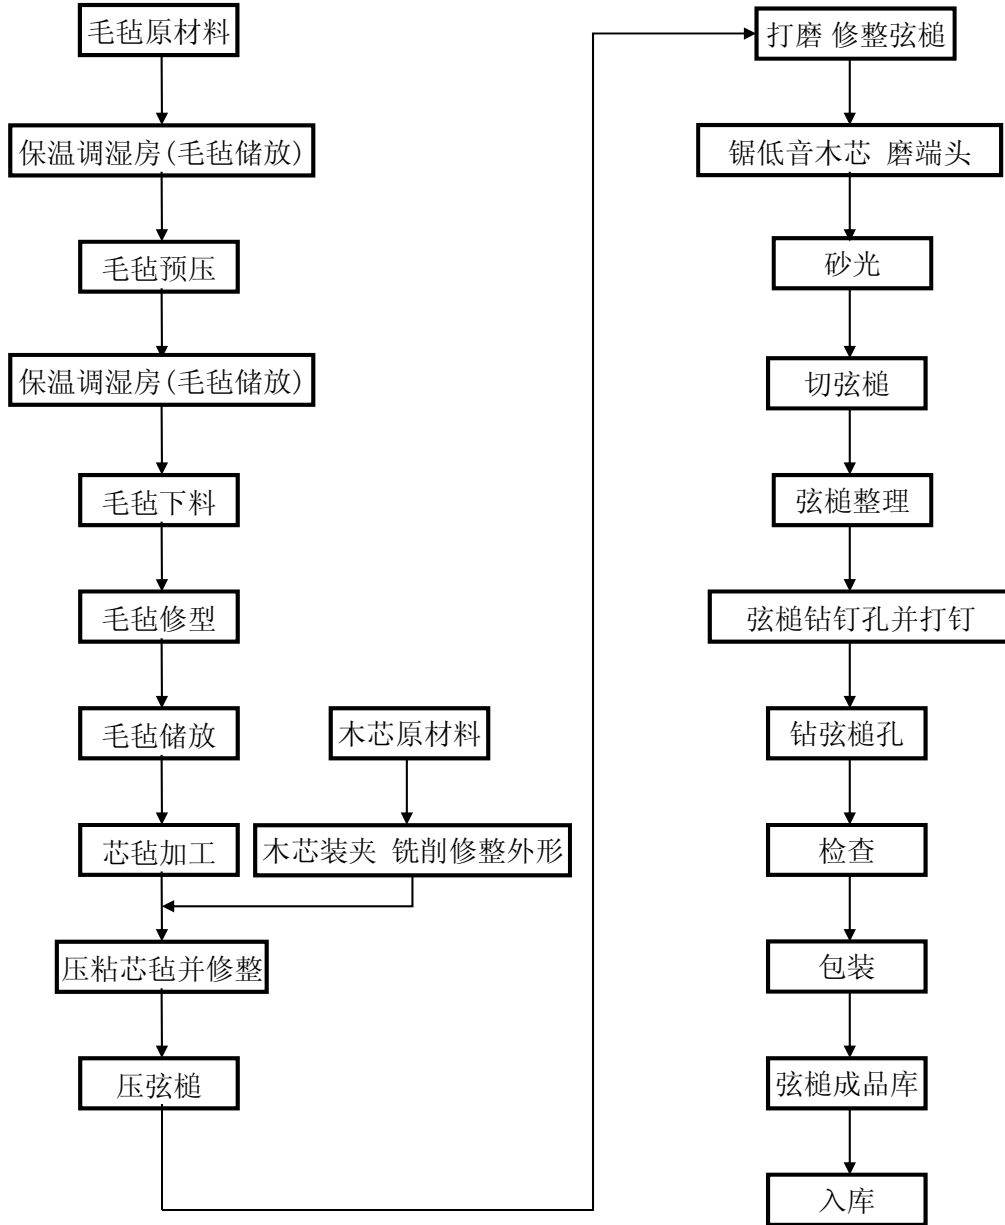 毛毡原材料
保温调湿房(毛毡储放)
毛毡预压
保温调湿房(毛毡储放)
毛毡下料
毛毡修型
毛毡储放
木芯原材料
芯毡加工
木芯装夹 铣削修整外形
压粘芯毡并修整
压弦槌
打磨 修整弦槌
锯低音木芯 磨端头
砂光
切弦槌
弦槌整理
弦槌钻钉孔并打钉
钻弦槌孔
检查
包装
弦槌成品库
入库